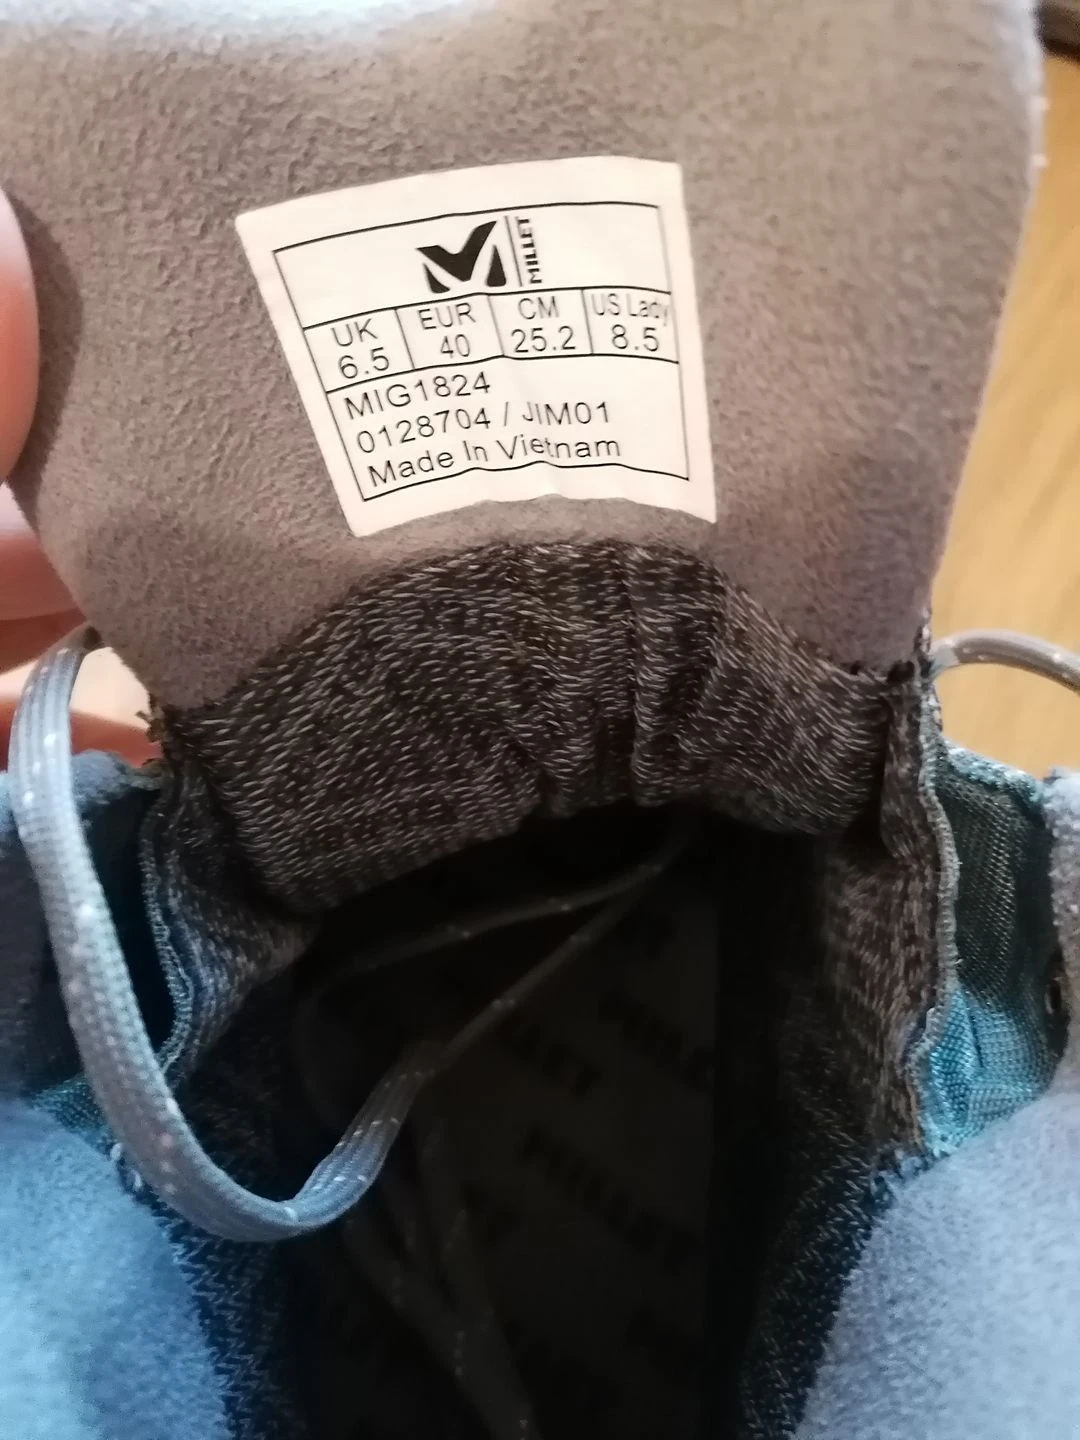 MILLET
UK EUR CM US Lady
6.5 40 25.2 8.5
MIG1824
0128704 / JIM01
Made In Vietnam